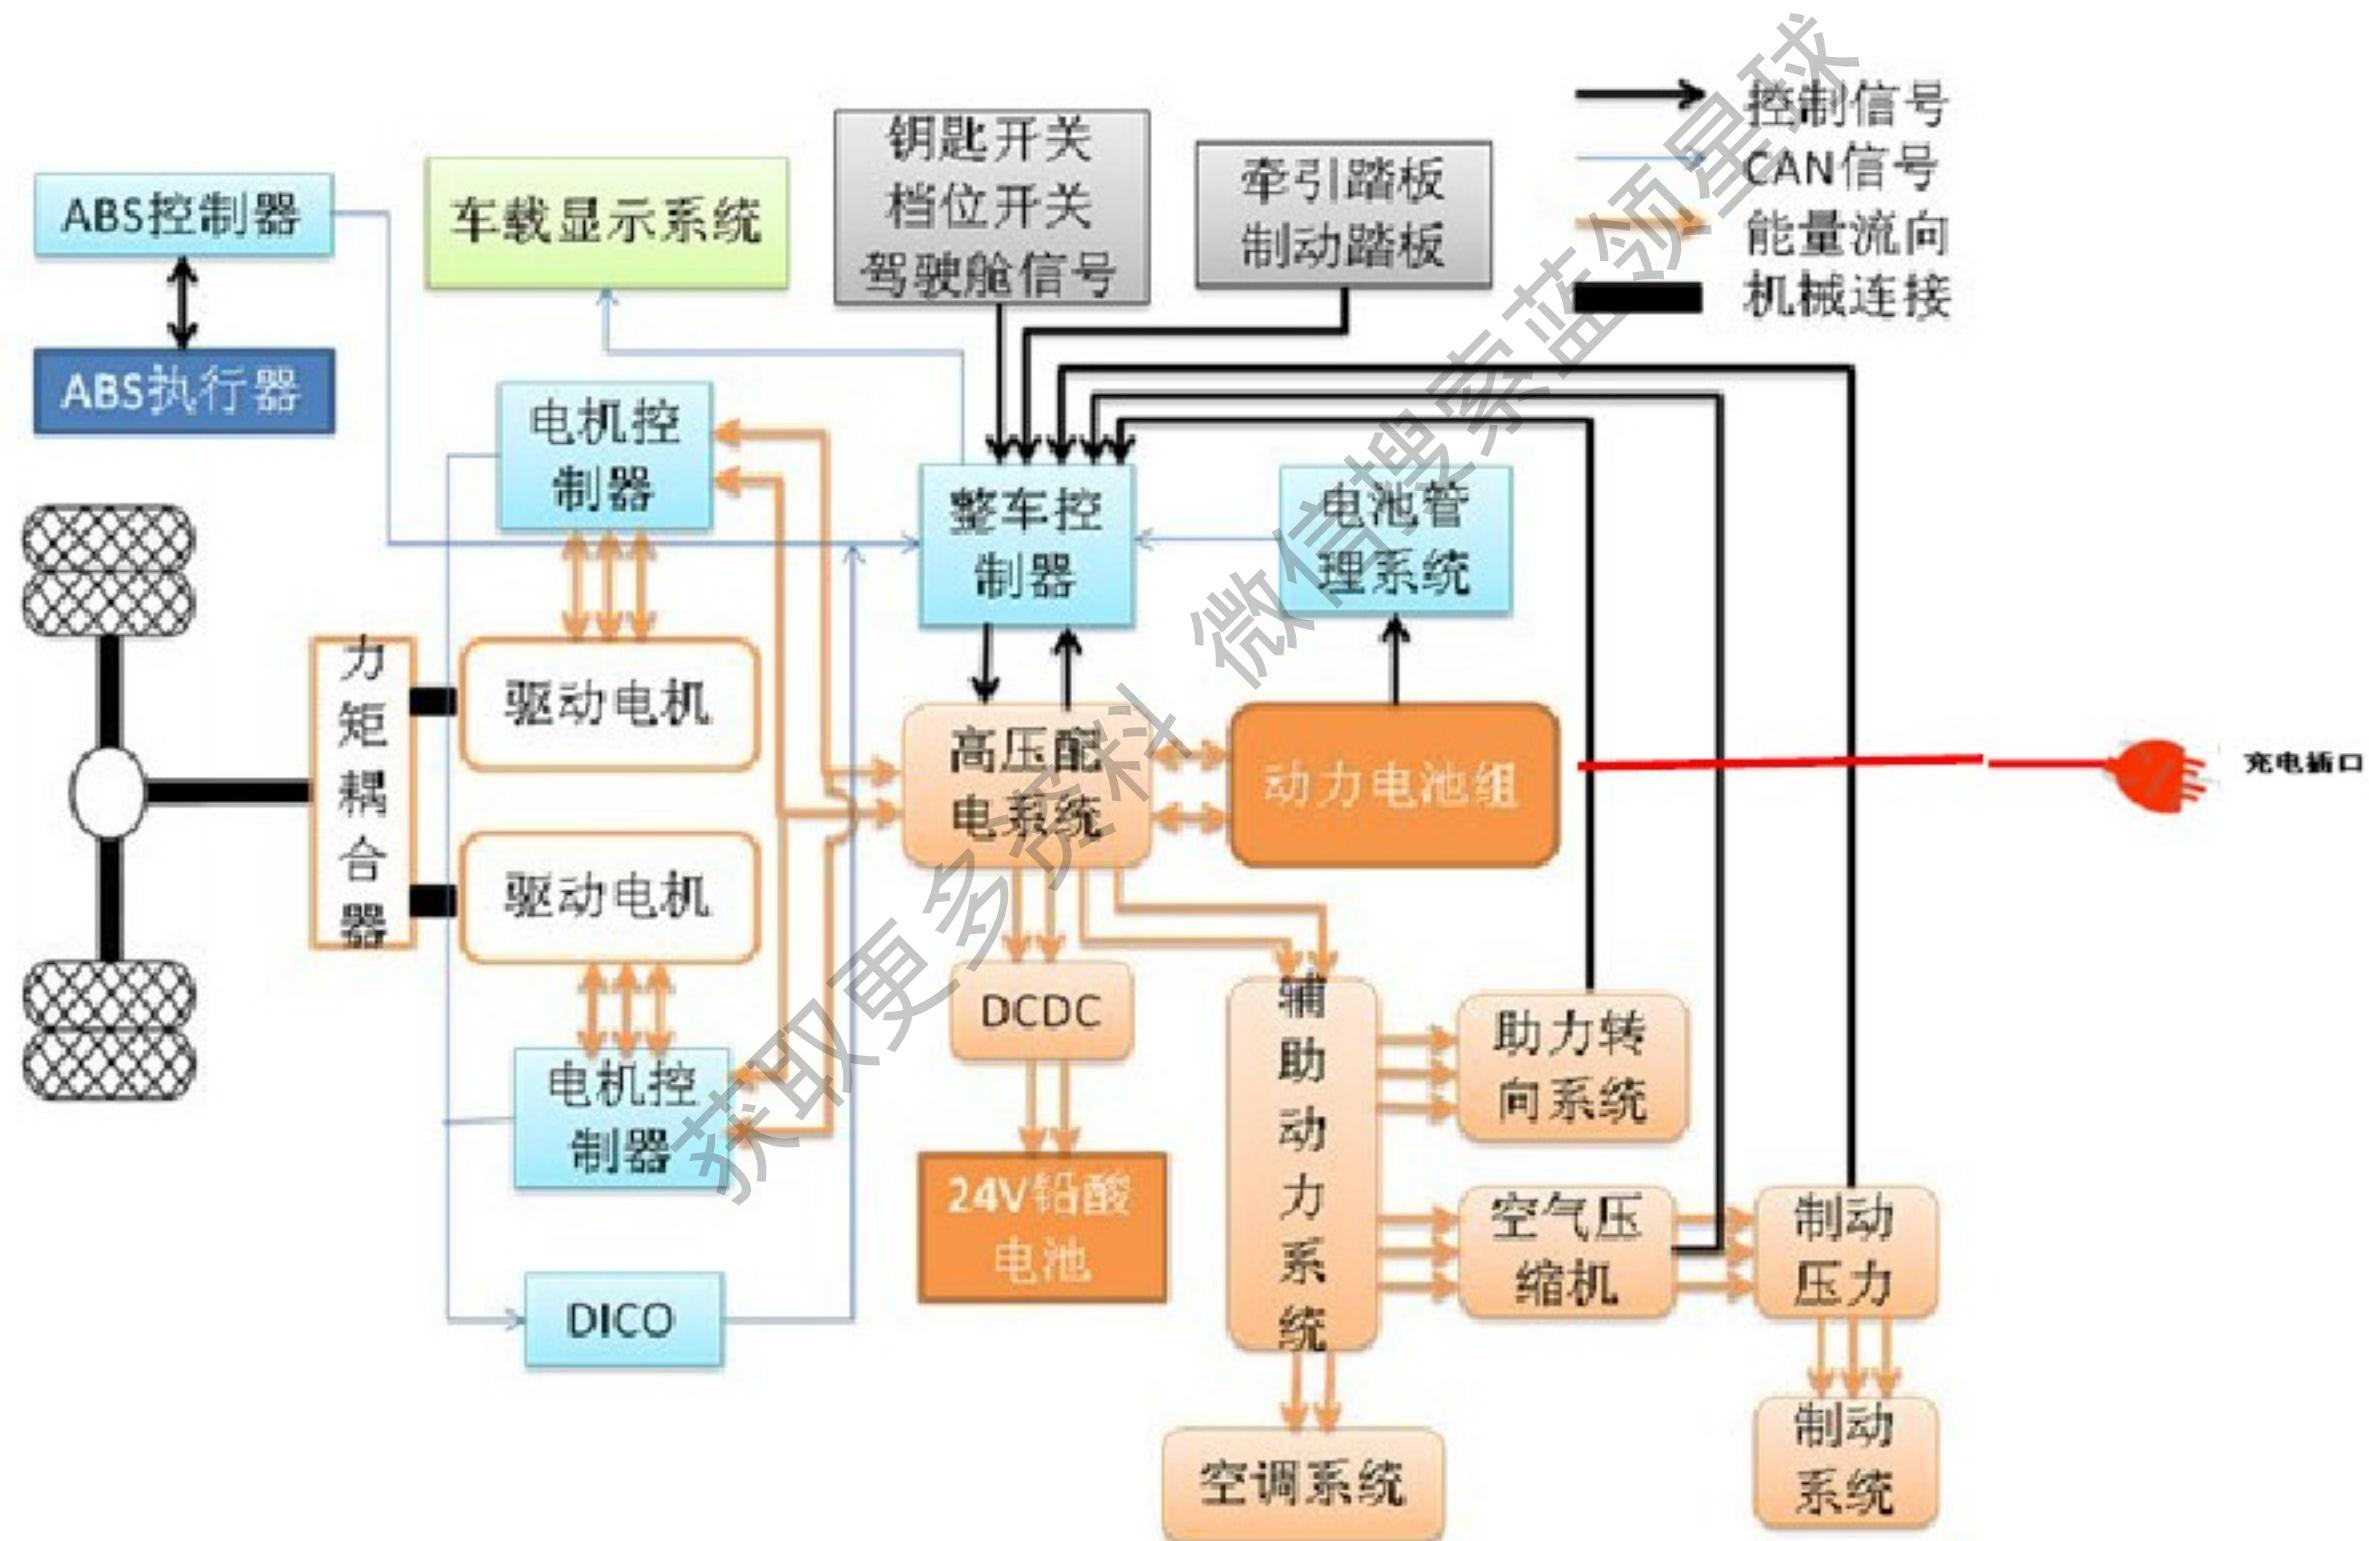 钥匙开关
档位开关
驾驶舱信号
牵引踏板
制动踏板
控制信号
CAN信号
能量流向
机械连接
ABS控制器
车载显示系统
ABS执行器
电机控
制器
整车控
制器
电池管
理系统
力
矩
耦
合
器
驱动电机
高压配
电系统
动力电池组
充电插口
驱动电机
DCDC
辅
助
动
力
系
统
助力转
向系统
电机控
制器
24V铅酸
电池
空气压
缩机
制动
压力
DICO
空调系统
制动
系统
获取更多资料 微信搜索蓝领星球